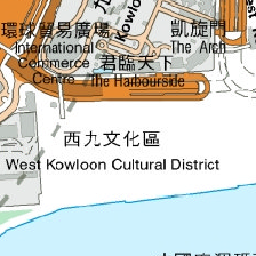 Kowloon
環球貿易廣場
International
Commerce
Centre
君臨天下
The Harbourside
凱旋門
The Arch
西九文化區
West Kowloon Cultural District